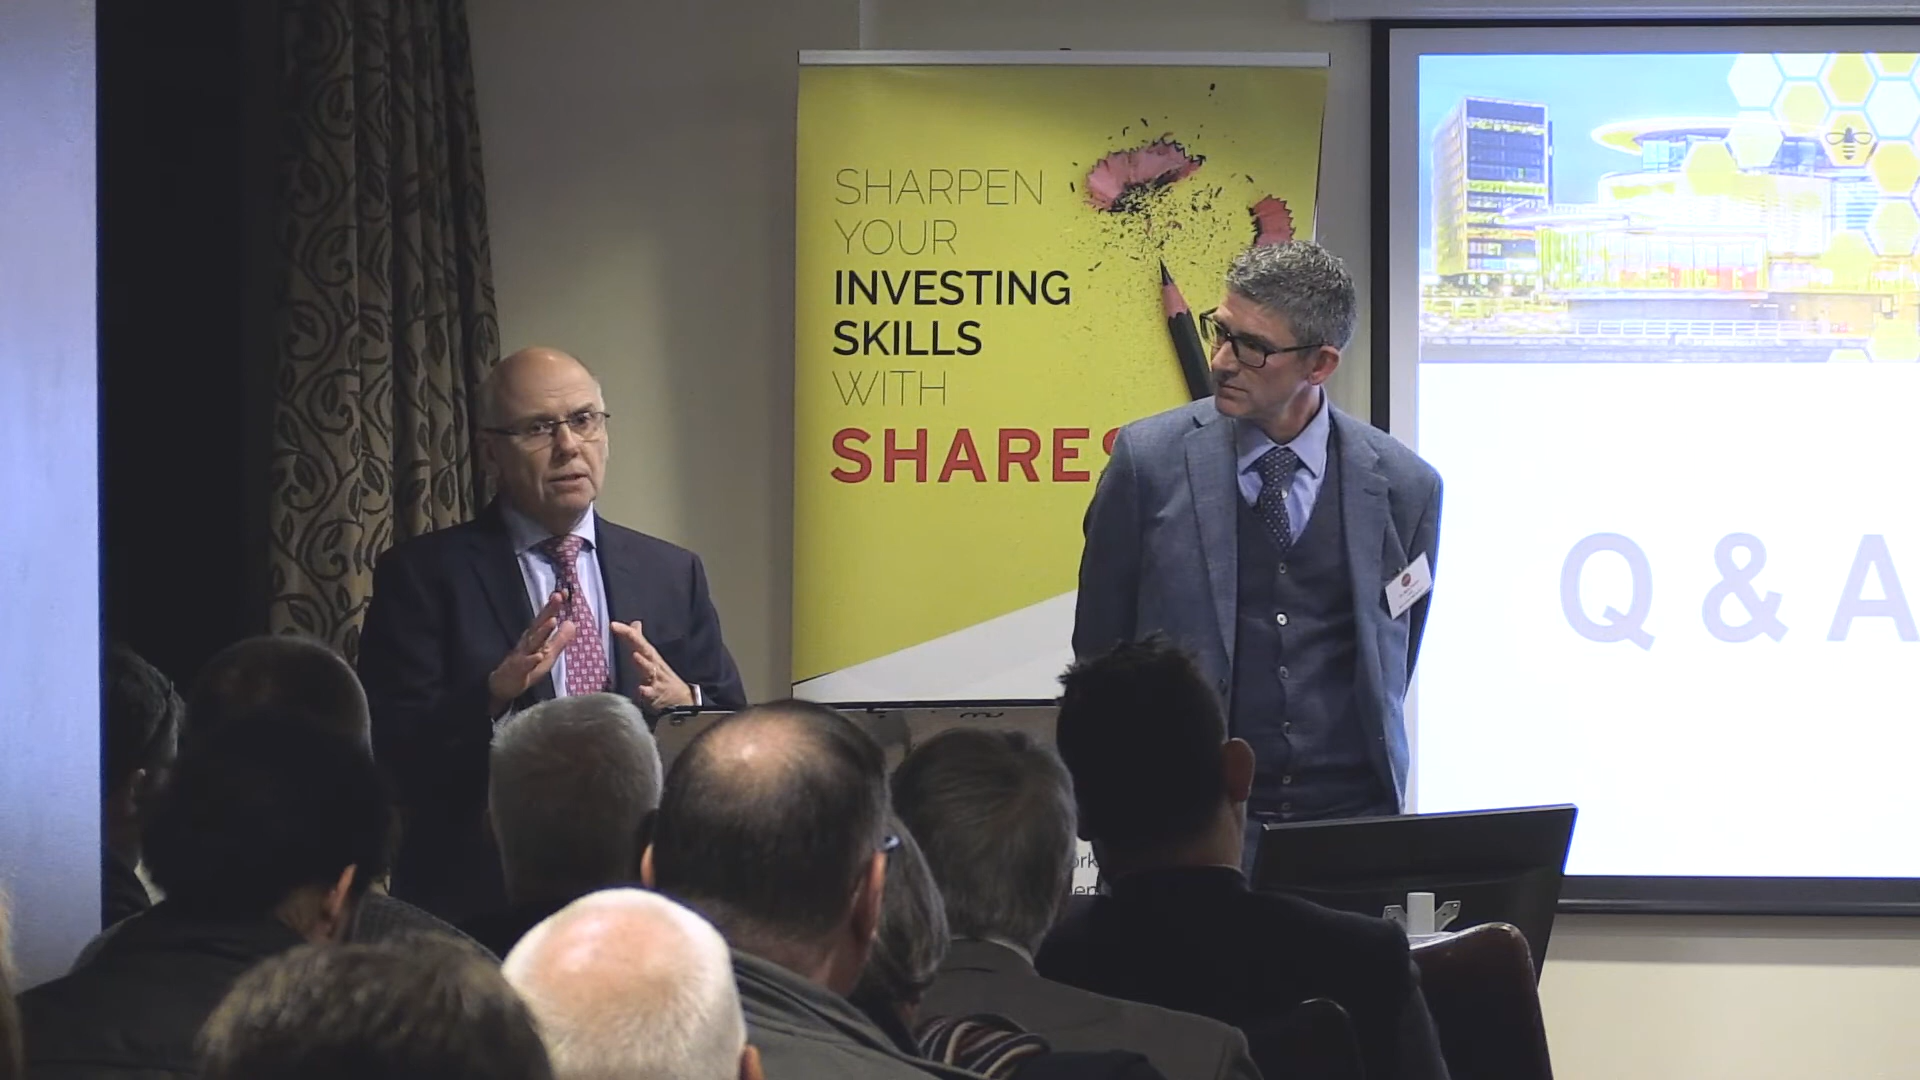 SHARPEN
YOUR
INVESTING
SKILLS
WITH
SHARES
Q & A